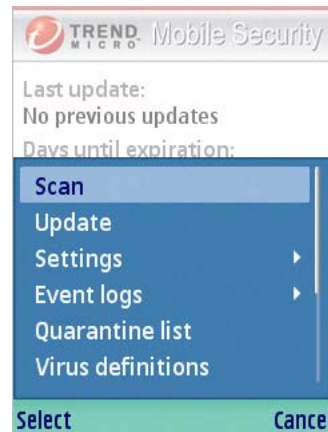 TREND MICRO Mobile Security
Last update:
No previous updates
Days until expiration:
Scan
Update
Settings
Event logs
Quarantine list
Virus definitions
Select Cance